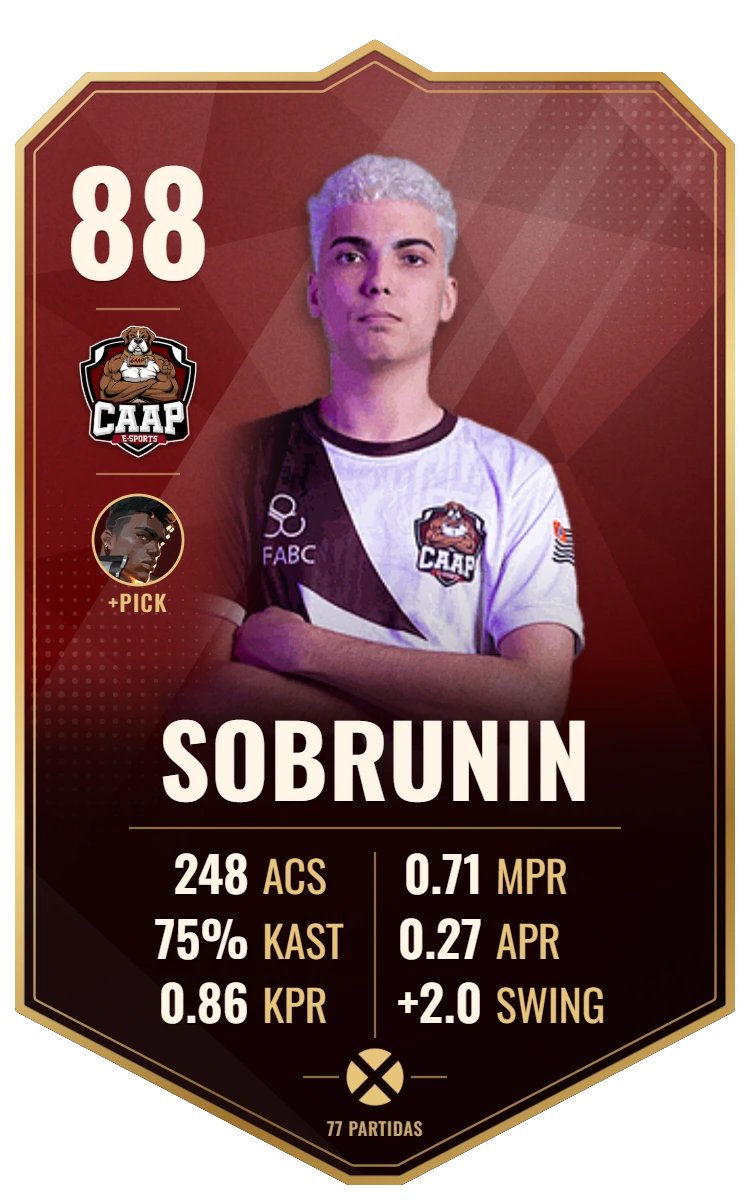 88
CAAP
E-SPORTS
+PICK
FABC
CAAP
SOBRUNIN
248 ACS
0.71 MPR
75% KAST
0.27 APR
0.86 KPR
+2.0 SWING
77 PARTIDAS